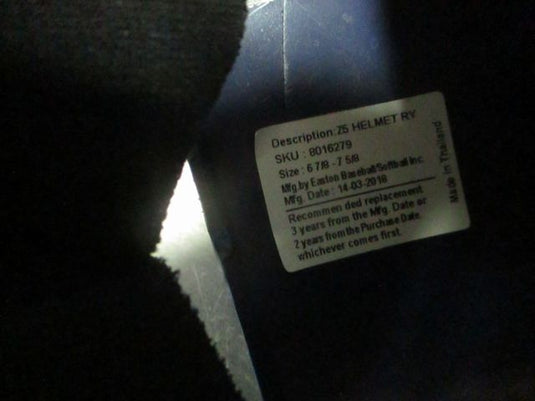 Description:Z5 HELMET RY
SKU : 8016279
Size : 6 7/8 - 7 5/8
Mfg.by Easton Baseball/Softball Inc.
Mfg. Date : 14-03-2018
Recommen ded replacement
3 years from the Mfg. Date or
2 years from the Purchase Date
whichever comes first.
Made in Thailand